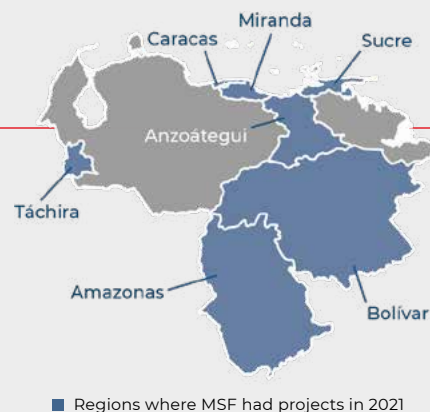 Miranda
Caracas
Sucre
Anzoátegui
Táchira
Amazonas
Bolívar
Regions where MSF had projects in 2021